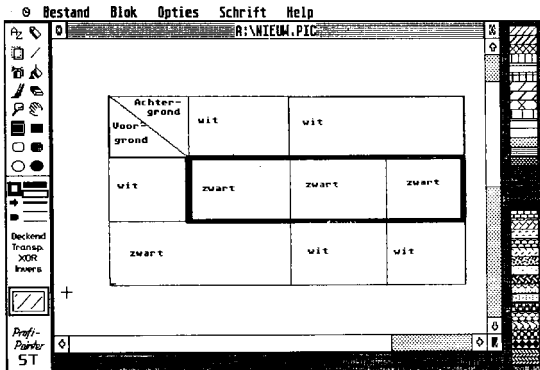 Bestand Blok Opties Schrift Help
A:\NIEUW.PIC
Achter-
grond
Voor-
grond
wit
wit
wit
zwart
zwart
zwart
zwart
wit
wit
Deckend
Transp.
XOR
Invers
Profi-
Painter
ST